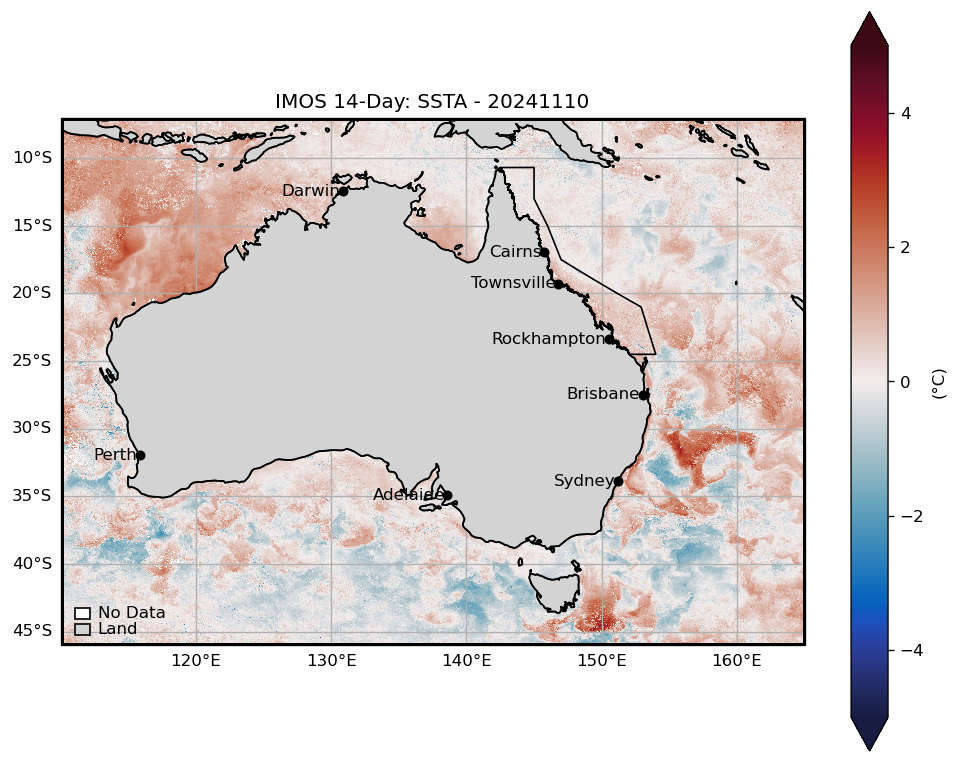 IMOS 14-Day: SSTA - 20241110
4
10°S
Darwin
15°S
Cairns
2
Townsville
20°S
Rockhampton
25°S
0
(°C)
Brisbane
30°S
Perth
Sydney
35°S
Adelaide
−2
40°S
No Data
Land
45°S
−4
120°E 130°E 140°E 150°E 160°E